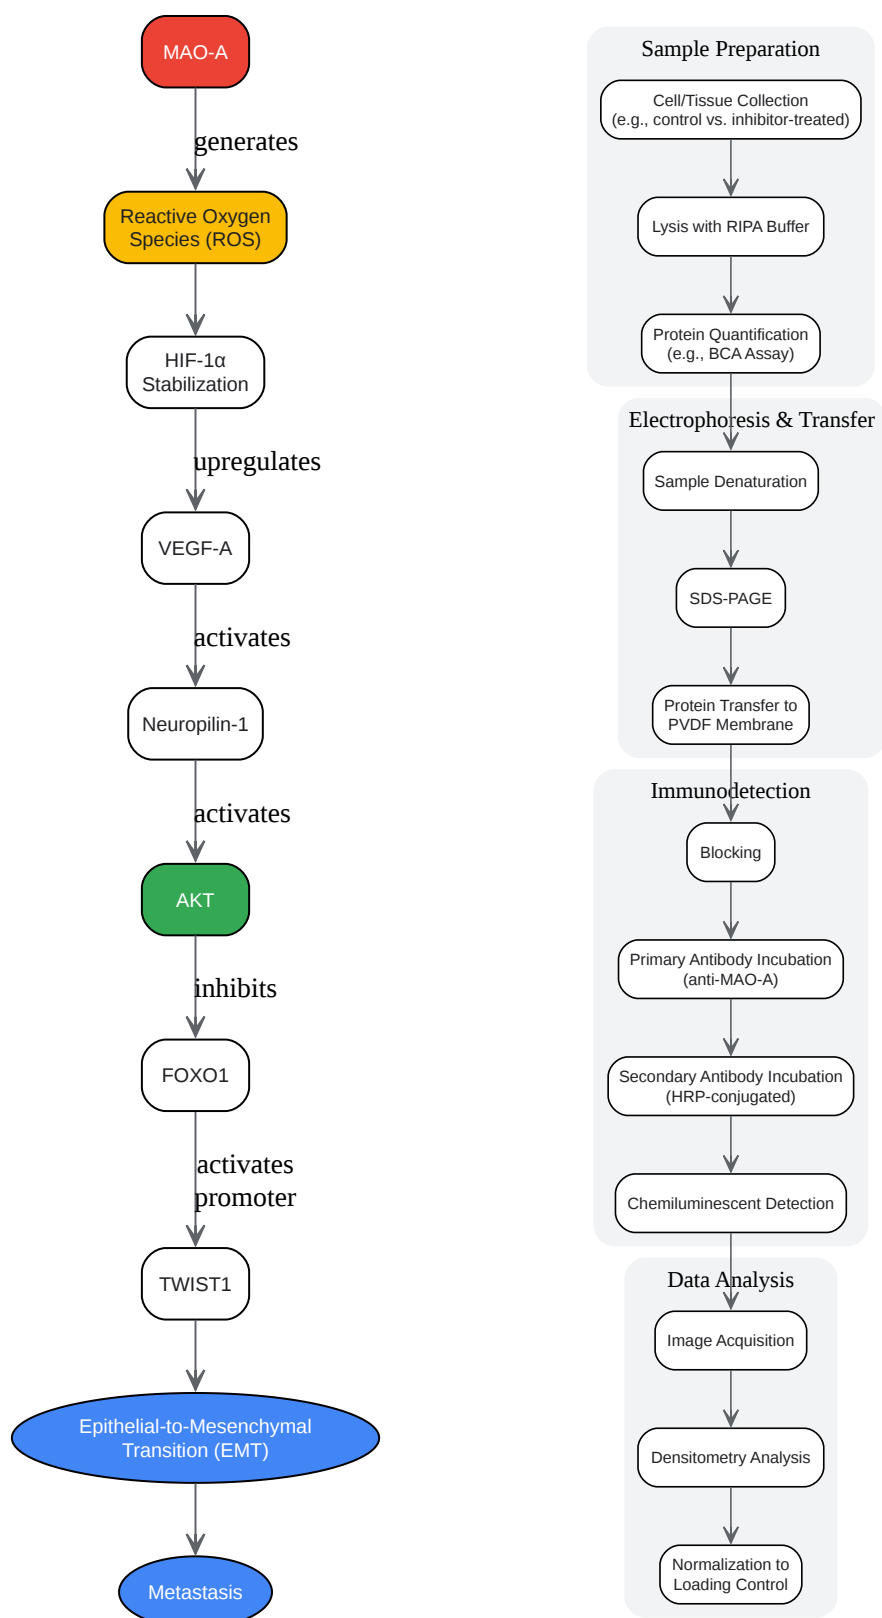 MAO-A
generates
Reactive Oxygen
Species (ROS)
HIF-1α
Stabilization
upregulates
VEGF-A
activates
Neuropilin-1
activates
AKT
inhibits
FOXO1
activates
promoter
TWIST1
Epithelial-to-Mesenchymal
Transition (EMT)
Metastasis
Sample Preparation
Cell/Tissue Collection
(e.g., control vs. inhibitor-treated)
Lysis with RIPA Buffer
Protein Quantification
(e.g., BCA Assay)
Electrophoresis & Transfer
Sample Denaturation
SDS-PAGE
Protein Transfer to
PVDF Membrane
Immunodetection
Blocking
Primary Antibody Incubation
(anti-MAO-A)
Secondary Antibody Incubation
(HRP-conjugated)
Chemiluminescent Detection
Data Analysis
Image Acquisition
Densitometry Analysis
Normalization to
Loading Control